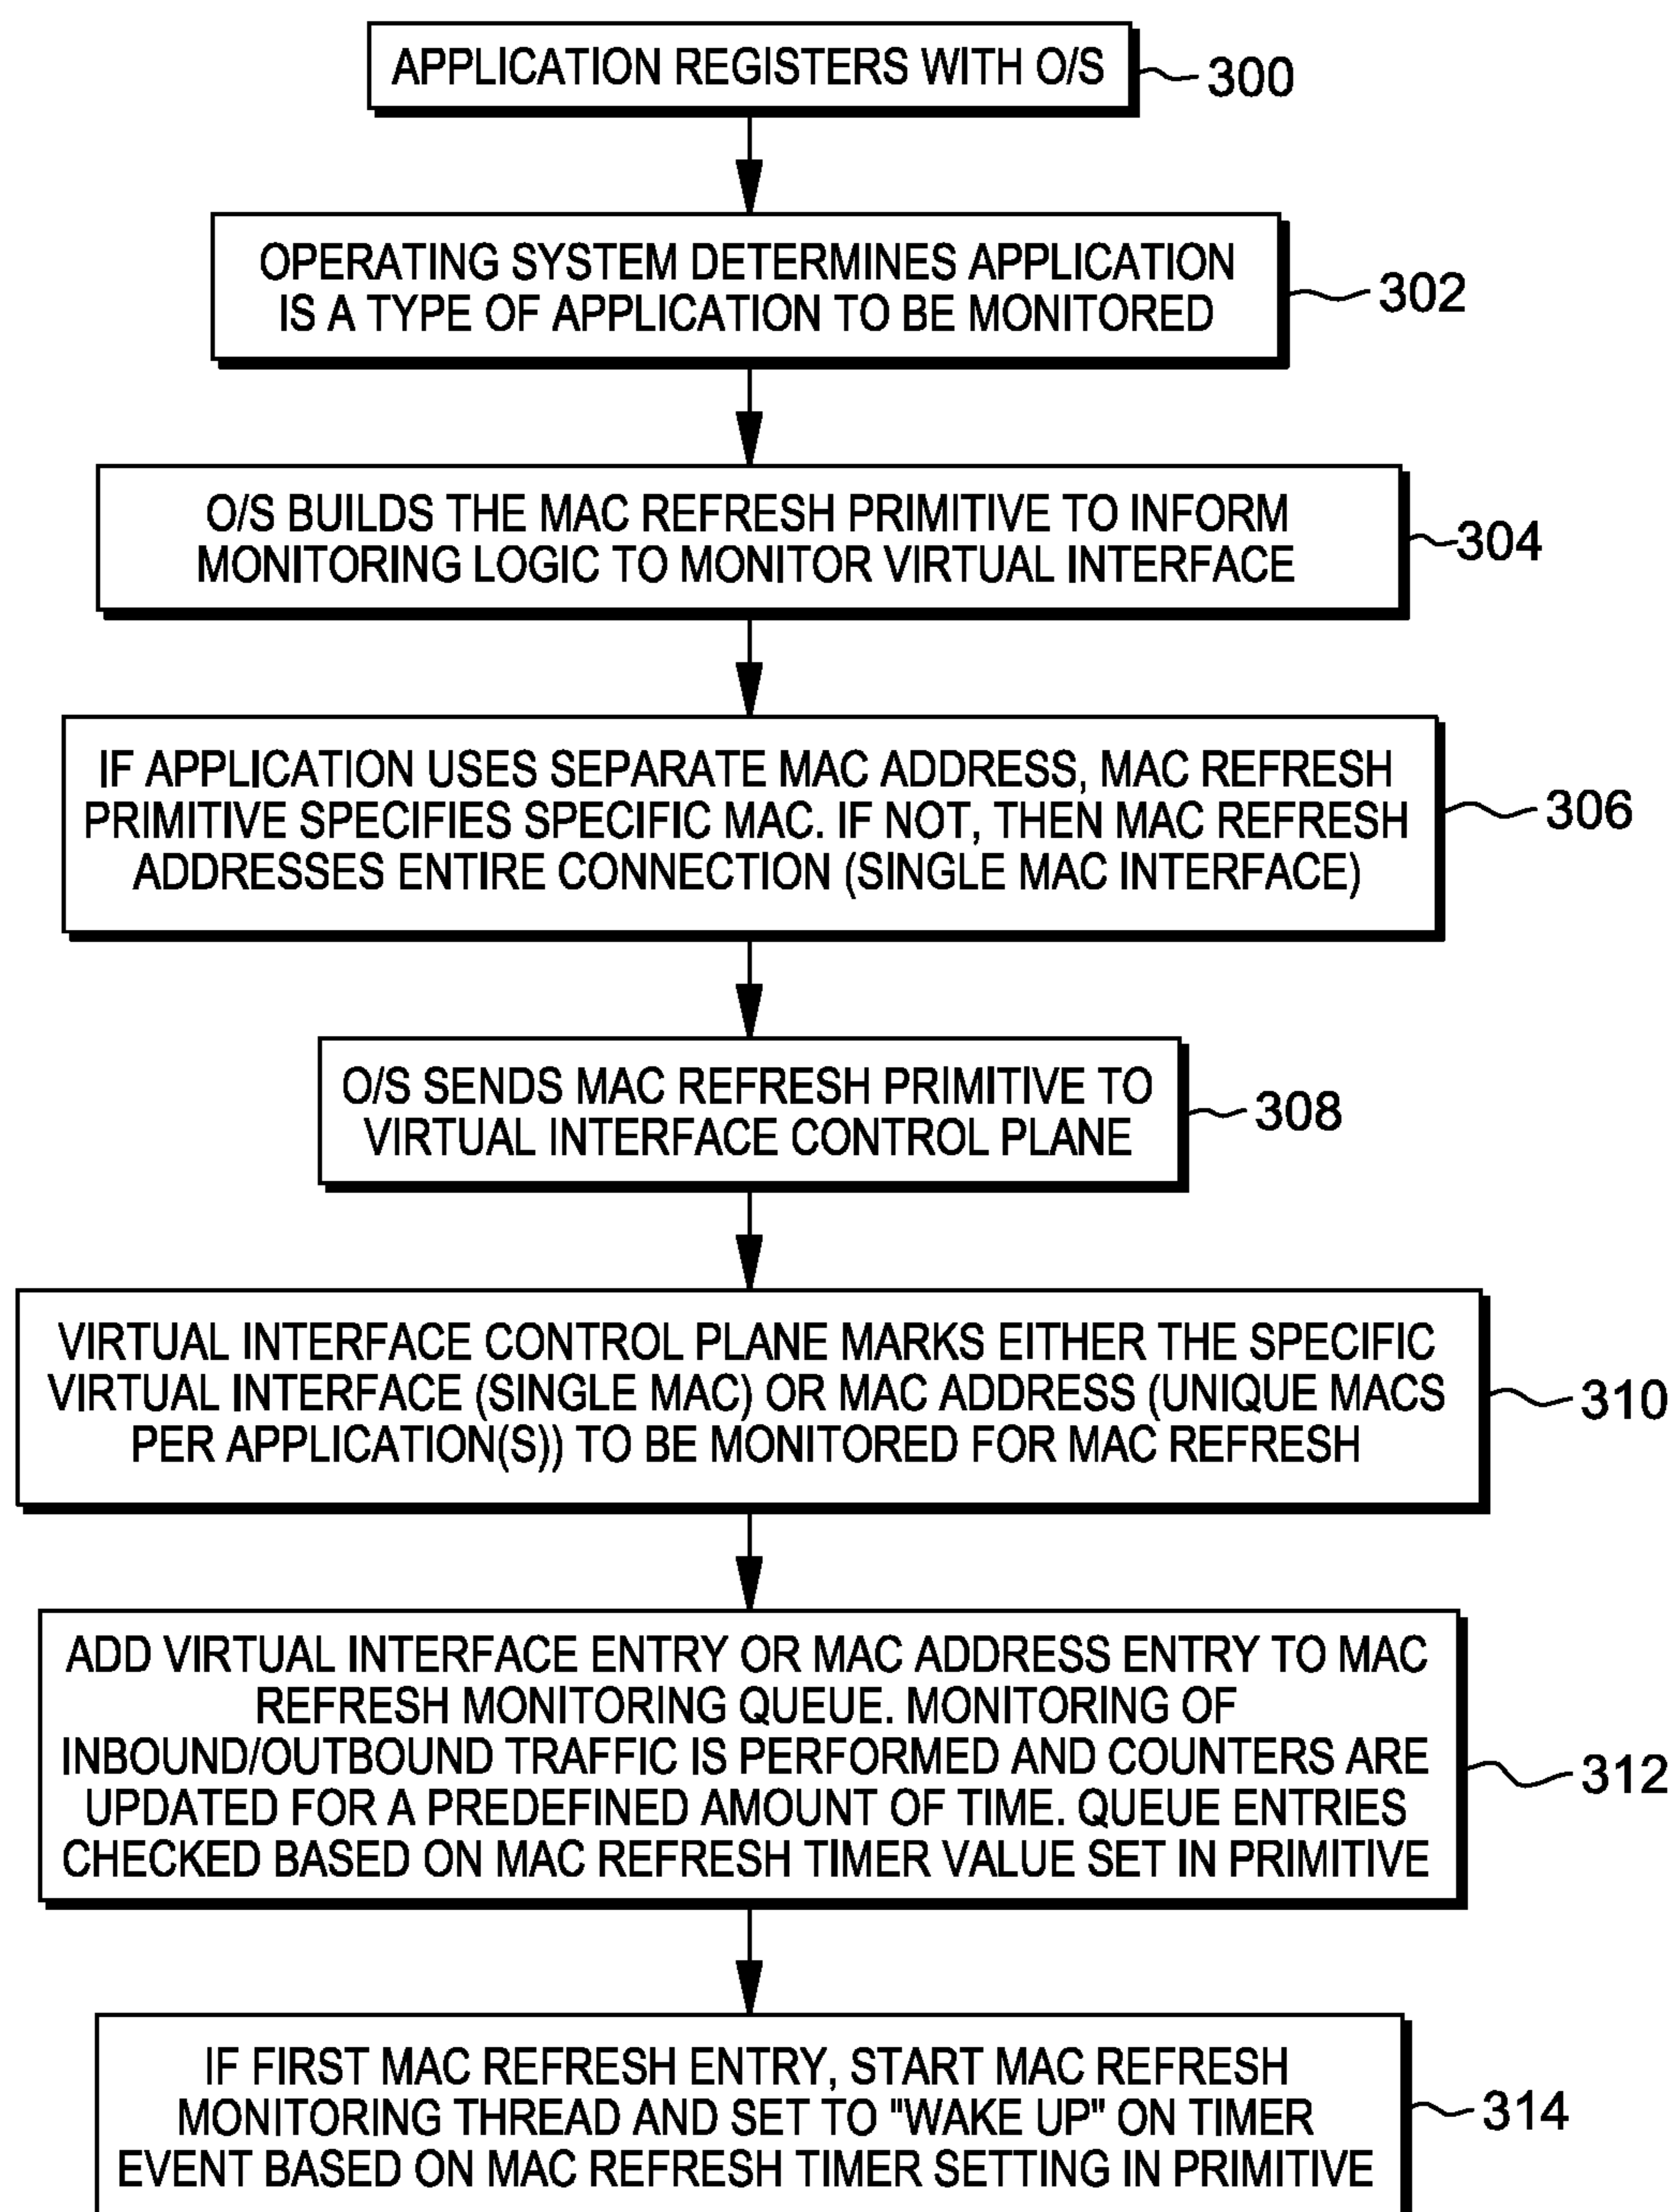 APPLICATION REGISTERS WITH O/S
300
OPERATING SYSTEM DETERMINES APPLICATION
IS A TYPE OF APPLICATION TO BE MONITORED
302
O/S BUILDS THE MAC REFRESH PRIMITIVE TO INFORM
MONITORING LOGIC TO MONITOR VIRTUAL INTERFACE
304
IF APPLICATION USES SEPARATE MAC ADDRESS, MAC REFRESH
PRIMITIVE SPECIFIES SPECIFIC MAC. IF NOT, THEN MAC REFRESH
ADDRESSES ENTIRE CONNECTION (SINGLE MAC INTERFACE)
306
O/S SENDS MAC REFRESH PRIMITIVE TO
VIRTUAL INTERFACE CONTROL PLANE
308
VIRTUAL INTERFACE CONTROL PLANE MARKS EITHER THE SPECIFIC
VIRTUAL INTERFACE (SINGLE MAC) OR MAC ADDRESS (UNIQUE MACS
PER APPLICATION(S)) TO BE MONITORED FOR MAC REFRESH
310
ADD VIRTUAL INTERFACE ENTRY OR MAC ADDRESS ENTRY TO MAC
REFRESH MONITORING QUEUE. MONITORING OF
INBOUND/OUTBOUND TRAFFIC IS PERFORMED AND COUNTERS ARE
UPDATED FOR A PREDEFINED AMOUNT OF TIME. QUEUE ENTRIES
CHECKED BASED ON MAC REFRESH TIMER VALUE SET IN PRIMITIVE
312
IF FIRST MAC REFRESH ENTRY, START MAC REFRESH
MONITORING THREAD AND SET TO "WAKE UP" ON TIMER
EVENT BASED ON MAC REFRESH TIMER SETTING IN PRIMITIVE
314